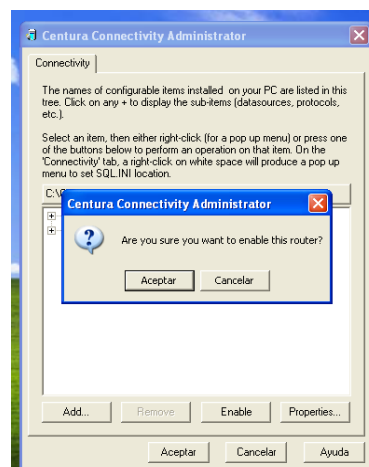 Centura Connectivity Administrator
Connectivity
The names of configurable items installed on your PC are listed in this
tree. Click on any + to display the sub-items (datasources, protocols,
etc.).
Select an item, then either right-click (for a pop up menu) or press one
of the buttons below to perform an operation on that item. On the
'Connectivity' tab, a right-click on white space will produce a pop up
menu to set SQL.INI location.
Centura Connectivity Administrator
Are you sure you want to enable this router?
Aceptar Cancelar
Add... Remove Enable Properties...
Aceptar Cancelar Ayuda